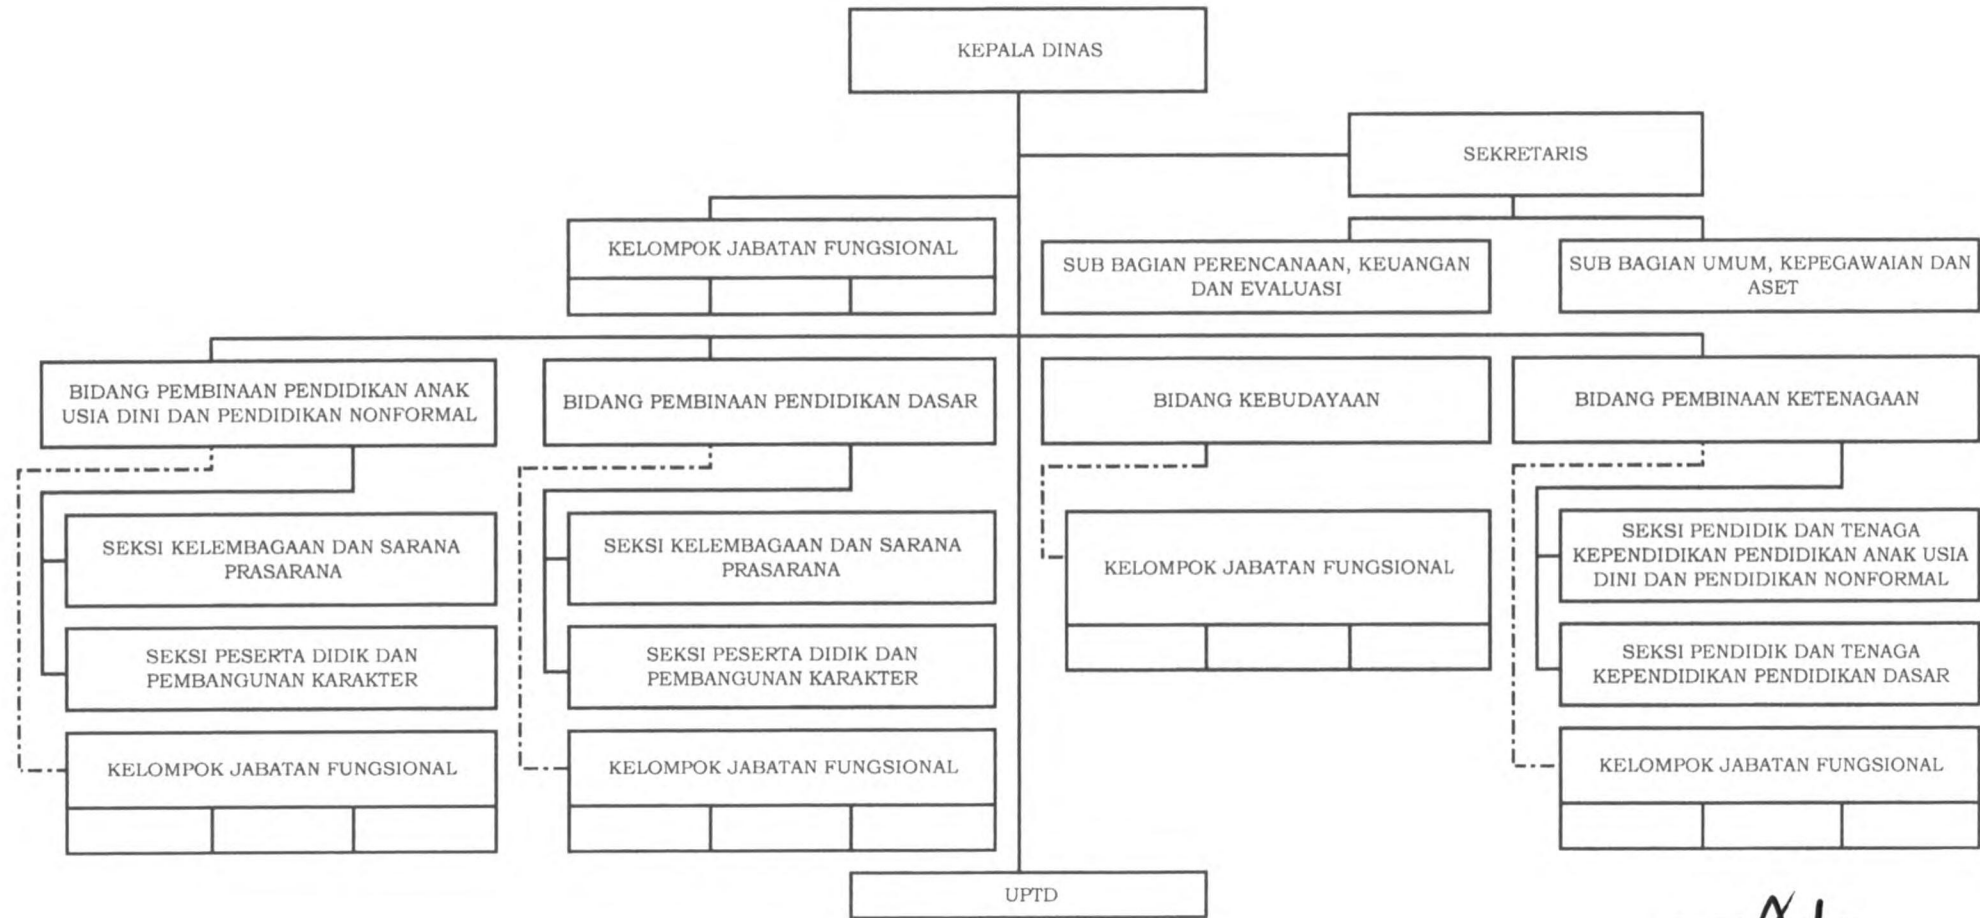 KEPALA DINAS
SEKRETARIS
KELOMPOK JABATAN FUNGSIONAL
SUB BAGIAN PERENCANAAN, KEUANGAN
DAN EVALUASI
SUB BAGIAN UMUM, KEPEGAWAIAN DAN
ASET
BIDANG PEMBINAAN PENDIDIKAN ANAK
USIA DINI DAN PENDIDIKAN NONFORMAL
BIDANG PEMBINAAN PENDIDIKAN DASAR
BIDANG KEBUDAYAAN
BIDANG PEMBINAAN KETENAGAAN
SEKSI KELEMBAGAAN DAN SARANA
PRASARANA
SEKSI KELEMBAGAAN DAN SARANA
PRASARANA
KELOMPOK JABATAN FUNGSIONAL
SEKSI PENDIDIK DAN TENAGA
KEPENDIDIKAN PENDIDIKAN ANAK USIA
DINI DAN PENDIDIKAN NONFORMAL
SEKSI PESERTA DIDIK DAN
PEMBANGUNAN KARAKTER
SEKSI PESERTA DIDIK DAN
PEMBANGUNAN KARAKTER
SEKSI PENDIDIK DAN TENAGA
KEPENDIDIKAN PENDIDIKAN DASAR
KELOMPOK JABATAN FUNGSIONAL
KELOMPOK JABATAN FUNGSIONAL
KELOMPOK JABATAN FUNGSIONAL
UPTD